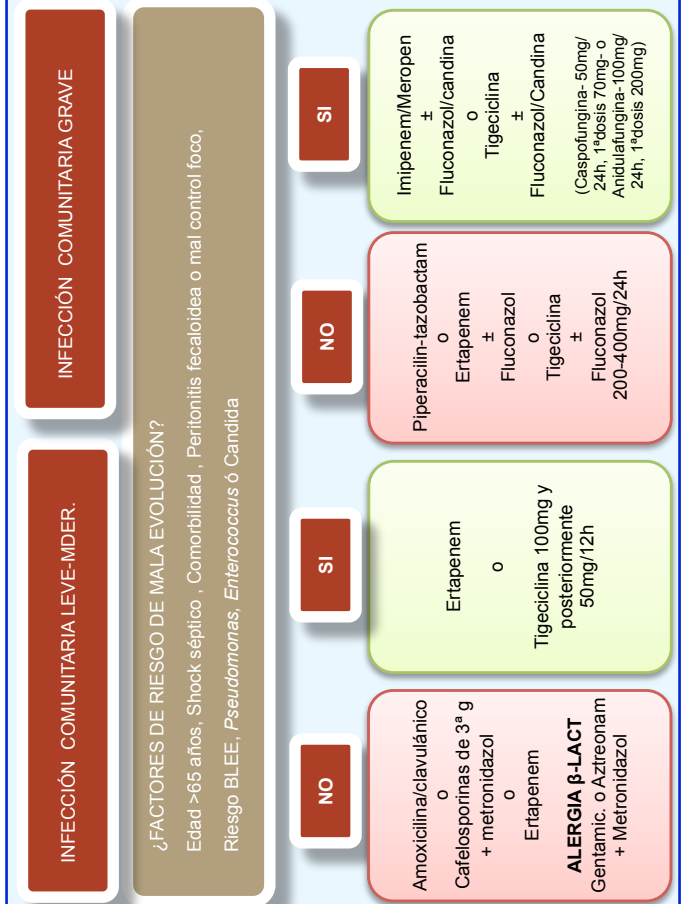 INFECCIÓN COMUNITARIA LEVE-MDER.
INFECCIÓN COMUNITARIA GRAVE
¿FACTORES DE RIESGO DE MALA EVOLUCIÓN?
Edad >65 años, Shock séptico , Comorbilidad , Peritonitis fecaloidea o mal control foco,
Riesgo BLEE, Pseudomonas, Enterococcus ó Candida
NO
Amoxicilina/clavulánico
o
Cafelosporinas de 3ª g
+ metronidazol
o
Ertapenem
ALERGIA β-LACT
Gentamic. o Aztreonam
+ Metronidazol
SI
Ertapenem
o
Tigeciclina 100mg y
posteriormente
50mg/12h
NO
Piperacilin-tazobactam
o
Ertapenem
±
Fluconazol
o
Tigeciclina
±
Fluconazol
200-400mg/24h
SI
Imipenem/Meropen
±
Fluconazol/candina
o
Tigeciclina
±
Fluconazol/Candina
(Caspofungina- 50mg/
24h, 1ªdosis 70mg- o
Anidulafungina-100mg/
24h, 1ªdosis 200mg)